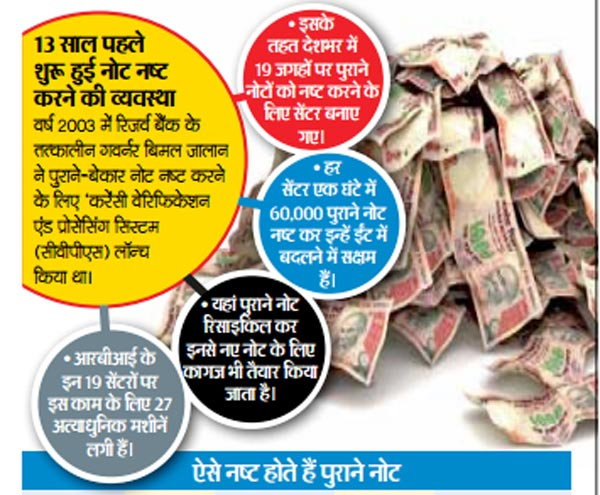 13 साल पहले
शुरू हुई नोट नष्ट
करने की व्यवस्था
वर्ष 2003 में रिजर्व बैंक के
तत्कालीन गवर्नर बिमल जालान
ने पुराने-बेकार नोट नष्ट करने
के लिए 'करेंसी वेरिफिकेशन
एंड प्रोसेसिंग सिस्टम
(सीवीपीएस) लॉन्च
किया था।
• इसके
तहत देशभर में
19 जगहों पर पुराने
नोटों को नष्ट करने के
लिए सेंटर बनाए
गए।
• हर
सेंटर एक घंटे में
60,000 पुराने नोट
नष्ट कर इन्हें ईंट में
बदलने में सक्षम
हैं।
• यहां पुराने नोट
रिसाइकिल कर
इनसे नए नोट के लिए
कागज भी तैयार किया
जाता है।
• आरबीआई के
इन 19 सेंटरों पर
इस काम के लिए 27
अत्याधुनिक मशीनें
लगी हैं।
ऐसे नष्ट होते हैं पुराने नोट